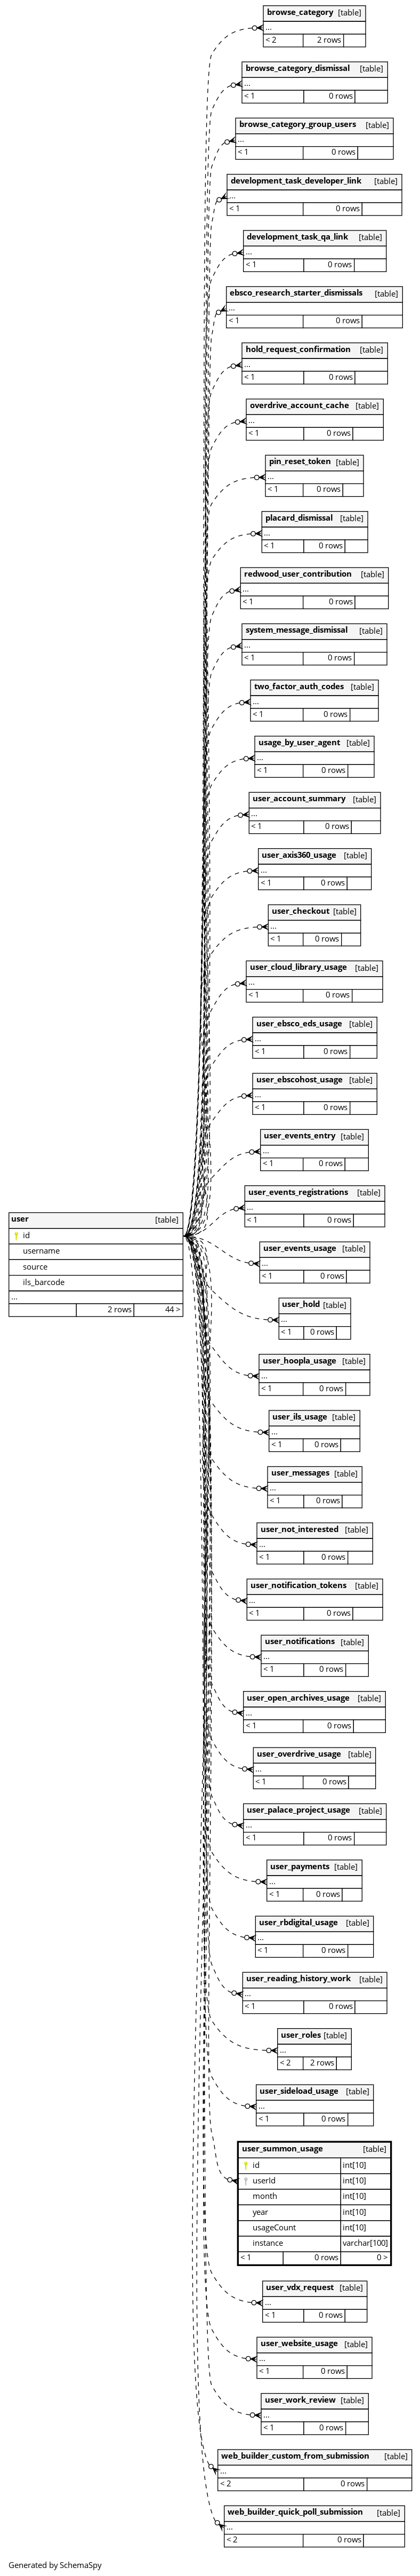 browse_category [table]
...
< 2 2 rows
browse_category_dismissal [table]
...
< 1 0 rows
browse_category_group_users [table]
...
< 1 0 rows
development_task_developer_link [table]
...
< 1 0 rows
development_task_qa_link [table]
...
< 1 0 rows
ebsco_research_starter_dismissals [table]
...
< 1 0 rows
hold_request_confirmation [table]
...
< 1 0 rows
overdrive_account_cache [table]
...
< 1 0 rows
pin_reset_token [table]
...
< 1 0 rows
placard_dismissal [table]
...
< 1 0 rows
redwood_user_contribution [table]
...
< 1 0 rows
system_message_dismissal [table]
...
< 1 0 rows
two_factor_auth_codes [table]
...
< 1 0 rows
usage_by_user_agent [table]
...
< 1 0 rows
user_account_summary [table]
...
< 1 0 rows
user_axis360_usage [table]
...
< 1 0 rows
user_checkout [table]
...
< 1 0 rows
user_cloud_library_usage [table]
...
< 1 0 rows
user_ebsco_eds_usage [table]
...
< 1 0 rows
user_ebscohost_usage [table]
...
< 1 0 rows
user_events_entry [table]
...
< 1 0 rows
user_events_registrations [table]
...
< 1 0 rows
user [table]
id
username
source
ils_barcode
...
2 rows 44 >
user_events_usage [table]
...
< 1 0 rows
user_hold [table]
...
< 1 0 rows
user_hoopla_usage [table]
...
< 1 0 rows
user_ils_usage [table]
...
< 1 0 rows
user_messages [table]
...
< 1 0 rows
user_not_interested [table]
...
< 1 0 rows
user_notification_tokens [table]
...
< 1 0 rows
user_notifications [table]
...
< 1 0 rows
user_open_archives_usage [table]
...
< 1 0 rows
user_overdrive_usage [table]
...
< 1 0 rows
user_palace_project_usage [table]
...
< 1 0 rows
user_payments [table]
...
< 1 0 rows
user_rbdigital_usage [table]
...
< 1 0 rows
user_reading_history_work [table]
...
< 1 0 rows
user_roles [table]
...
< 2 2 rows
user_sideload_usage [table]
...
< 1 0 rows
user_summon_usage [table]
id int[10]
userId int[10]
month int[10]
year int[10]
usageCount int[10]
instance varchar[100]
< 1 0 rows 0 >
user_vdx_request [table]
...
< 1 0 rows
user_website_usage [table]
...
< 1 0 rows
user_work_review [table]
...
< 1 0 rows
web_builder_custom_from_submission [table]
...
< 2 0 rows
web_builder_quick_poll_submission [table]
...
< 2 0 rows
Generated by SchemaSpy